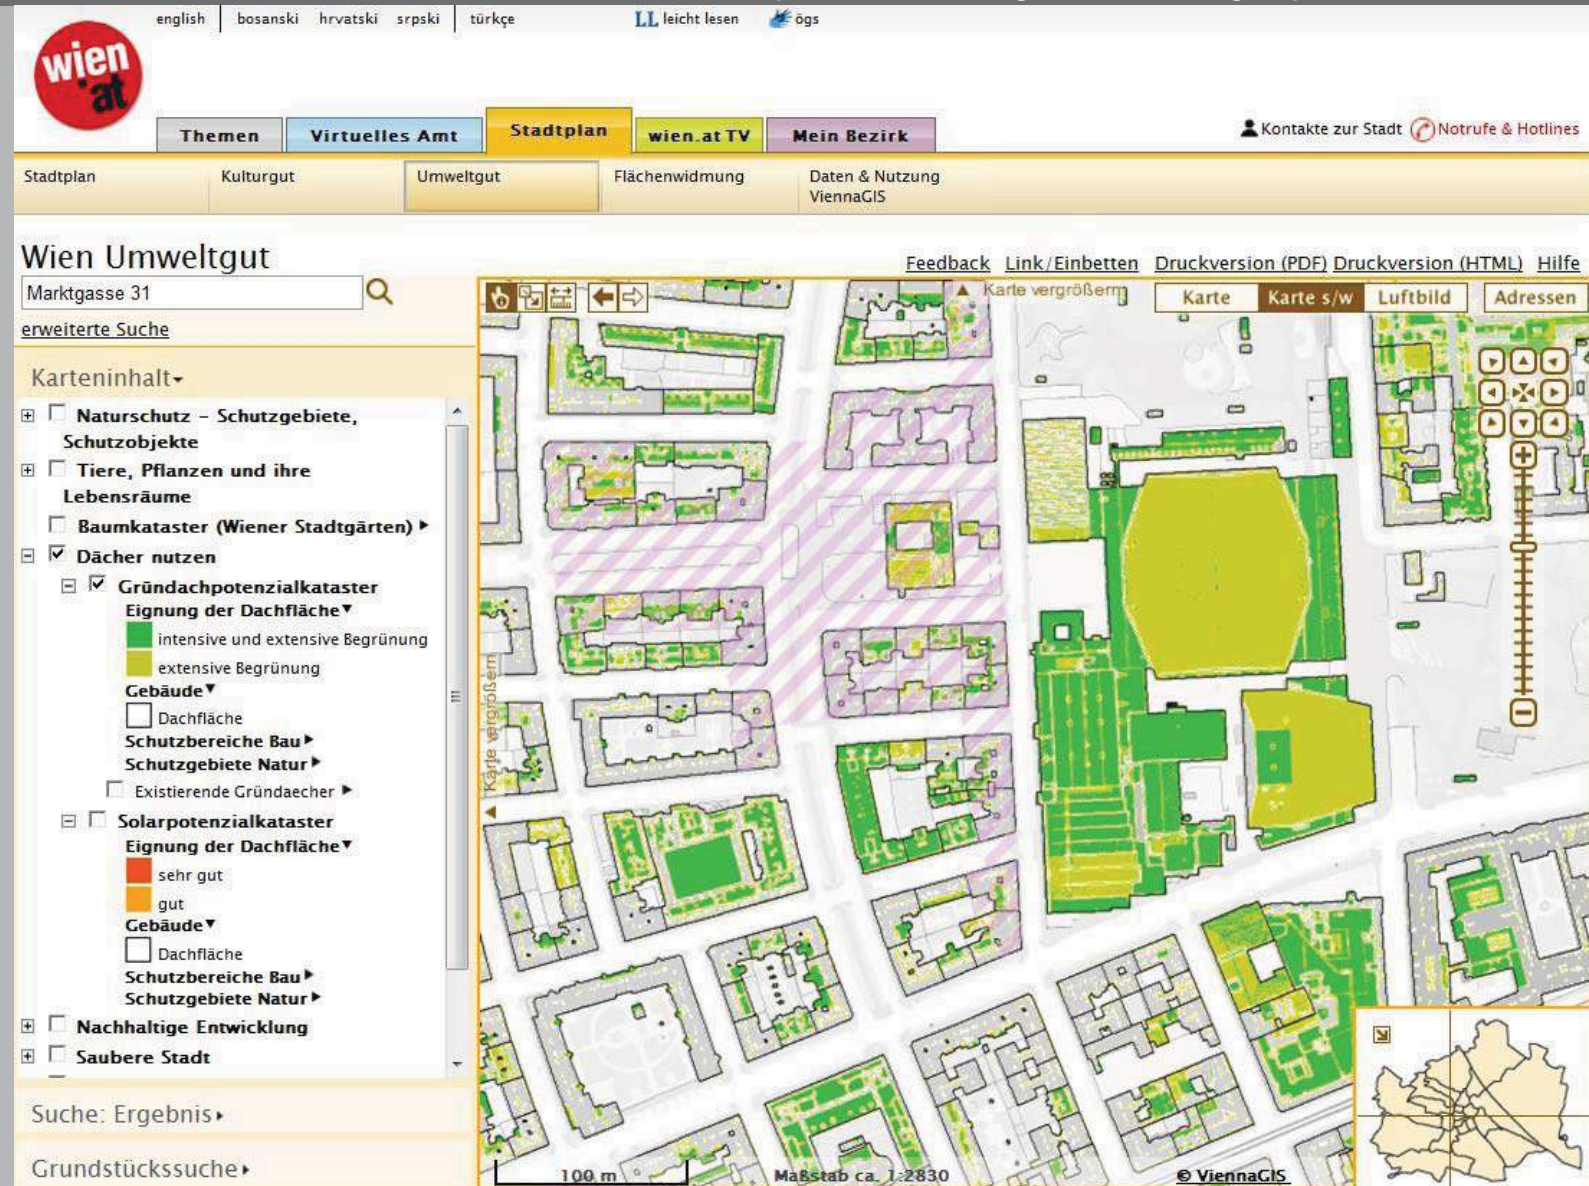 english bosanski hrvatski srpski türkçe LL leicht lesen ögs
wien.at
Themen Virtuelles Amt Stadtplan wien.at TV Mein Bezirk
Kontakte zur Stadt Notrufe & Hotlines
Stadtplan Kulturgut Umweltgut Flächenwidmung Daten & Nutzung
ViennaGIS
Wien Umweltgut
Feedback Link/Einbetten Druckversion (PDF) Druckversion (HTML) Hilfe
Marktgasse 31
erweiterte Suche
Karte vergrößern
Karte Karte s/w Luftbild Adressen
Karteninhalt
Naturschutz – Schutzgebiete,
Schutzobjekte
Tiere, Pflanzen und ihre
Lebensräume
Baumkataster (Wiener Stadtgärten)
Dächer nutzen
Gründachpotenzialkataster
Eignung der Dachfläche
intensive und extensive Begrünung
extensive Begrünung
Gebäude
Dachfläche
Schutzbereiche Bau
Schutzgebiete Natur
Existierende Gründaecher
Solarpotenzialkataster
Eignung der Dachfläche
sehr gut
gut
Gebäude
Dachfläche
Schutzbereiche Bau
Schutzgebiete Natur
Nachhaltige Entwicklung
Saubere Stadt
Suche: Ergebnis
Grundstückssuche
Karte vergrößern
100 m
Maßstab ca. 1:2830
© ViennaGIS